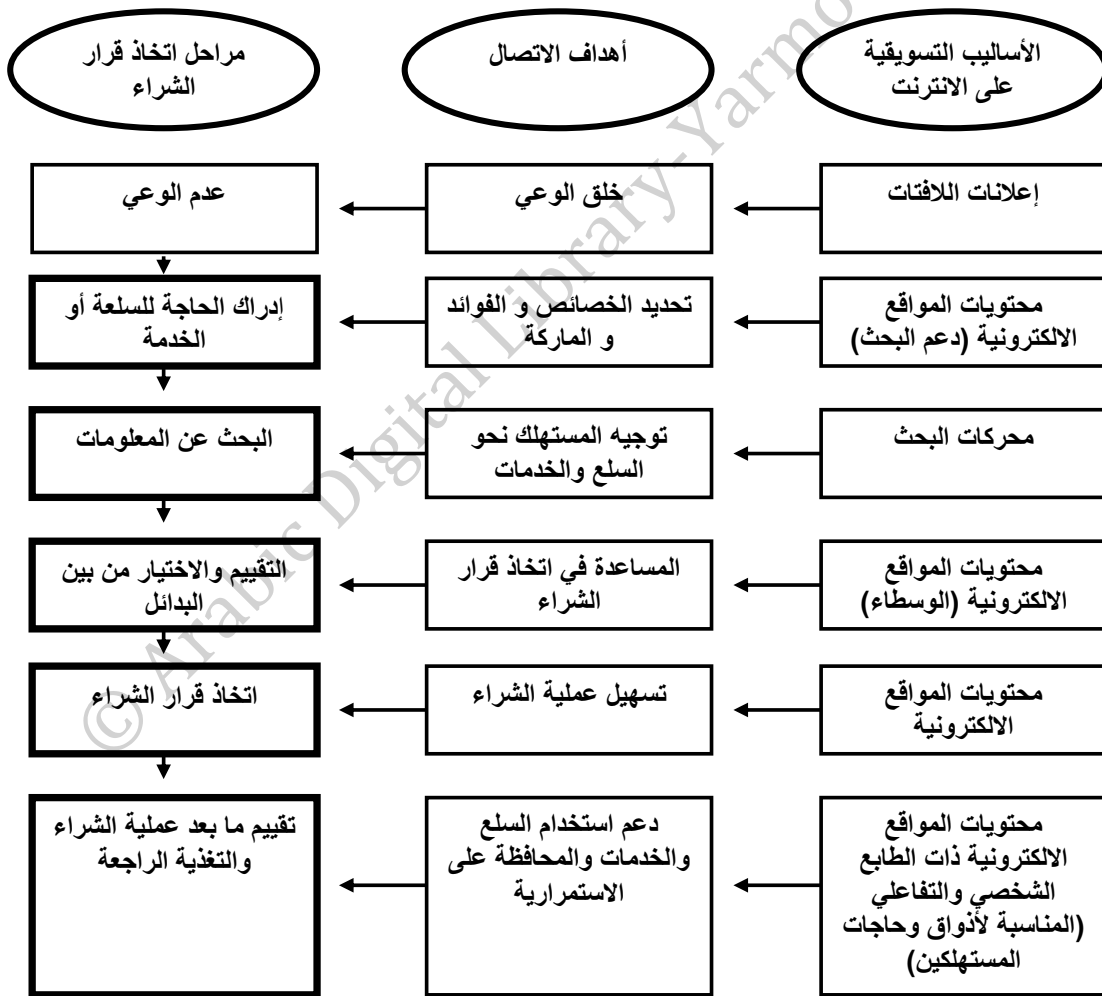 الأساليب التسويقية
على الانترنت
أهداف الاتصال
مراحل اتخاذ قرار
الشراء
إعلانات اللافتات
خلق الوعي
عدم الوعي
محتويات المواقع
الالكترونية (دعم البحث)
تحديد الخصائص و الفوائد
و الماركة
إدراك الحاجة للسلعة أو
الخدمة
محركات البحث
توجيه المستهلك نحو
السلع والخدمات
البحث عن المعلومات
محتويات المواقع
الالكترونية (الوسطاء)
المساعدة في اتخاذ قرار
الشراء
التقييم والاختيار من بين
البدائل
محتويات المواقع
الالكترونية
تسهيل عملية الشراء
اتخاذ قرار الشراء
محتويات المواقع
الالكترونية ذات الطابع
الشخصي والتفاعلي
(المناسبة لأذواق وحاجات
المستهلكين)
دعم استخدام السلع
والخدمات والمحافظة على
الاستمرارية
تقييم ما بعد عملية الشراء
والتغذية الراجعة
© Arabic Digital Library-Yarmo